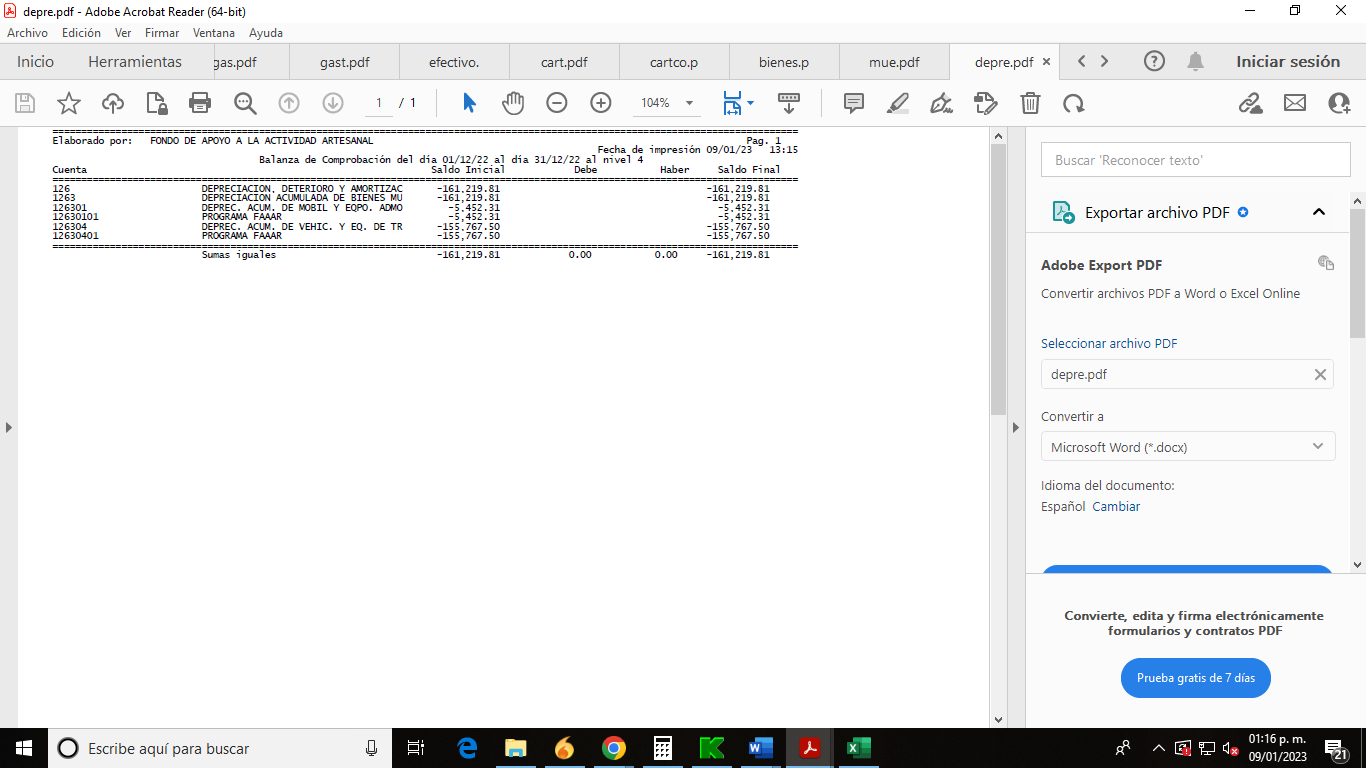 depre.pdf - Adobe Acrobat Reader (64-bit)
Archivo Edición Ver Firmar Ventana Ayuda
Inicio Herramientas gas.pdf gast.pdf efectivo. cart.pdf cartco.p bienes.p mue.pdf depre.pdf Iniciar sesión
1 / 1 104%
Elaborado por: FONDO DE APOYO A LA ACTIVIDAD ARTESANAL Pag. 1
Fecha de impresión 09/01/23 13:15
Balanza de Comprobación del día 01/12/22 al día 31/12/22 al nivel 4
Cuenta Saldo Inicial Debe Haber Saldo Final
126 DEPRECIACION, DETERIORO Y AMORTIZAC -161,219.81 -161,219.81
1263 DEPRECIACION ACUMULADA DE BIENES MU -161,219.81 -161,219.81
126301 DEPREC. ACUM. DE MOBIL Y EQPO. ADMO -5,452.31 -5,452.31
12630101 PROGRAMA FAAAR -5,452.31 -5,452.31
126304 DEPREC. ACUM. DE VEHIC. Y EQ. DE TR -155,767.50 -155,767.50
12630401 PROGRAMA FAAAR -155,767.50 -155,767.50
Sumas iguales -161,219.81 0.00 0.00 -161,219.81
Buscar 'Reconocer texto'
Exportar archivo PDF
Adobe Export PDF
Convertir archivos PDF a Word o Excel Online
Seleccionar archivo PDF
depre.pdf
Convertir a
Microsoft Word (*.docx)
Idioma del documento:
Español Cambiar
Convierte, edita y firma electrónicamente
formularios y contratos PDF
Prueba gratis de 7 días
Escribe aquí para buscar
01:16 p. m.
09/01/2023
21